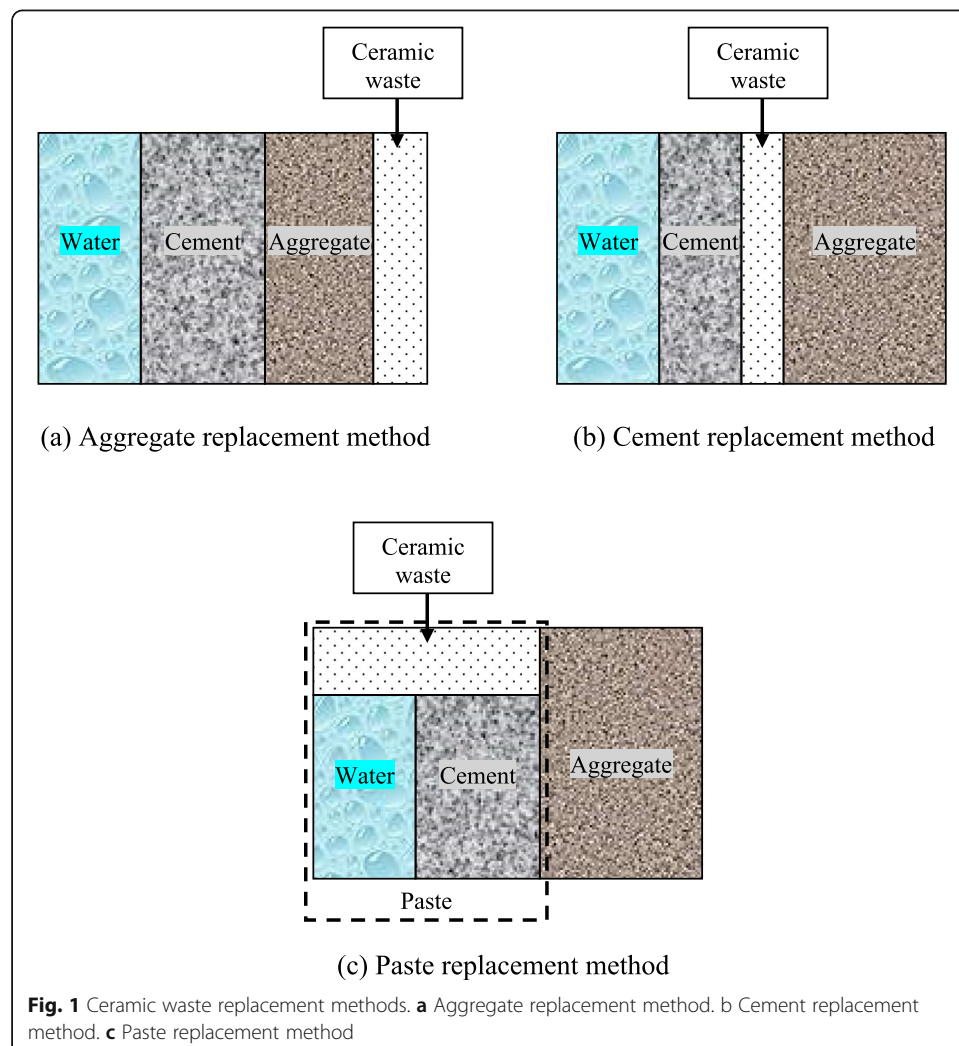 Ceramic
waste
Ceramic
waste
Water
Cement
Aggregate
Water
Cement
Aggregate
(a) Aggregate replacement method
(b) Cement replacement method
Ceramic
waste
Water
Cement
Aggregate
Paste
(c) Paste replacement method
Fig. 1 Ceramic waste replacement methods. a Aggregate replacement method. b Cement replacement
method. c Paste replacement method